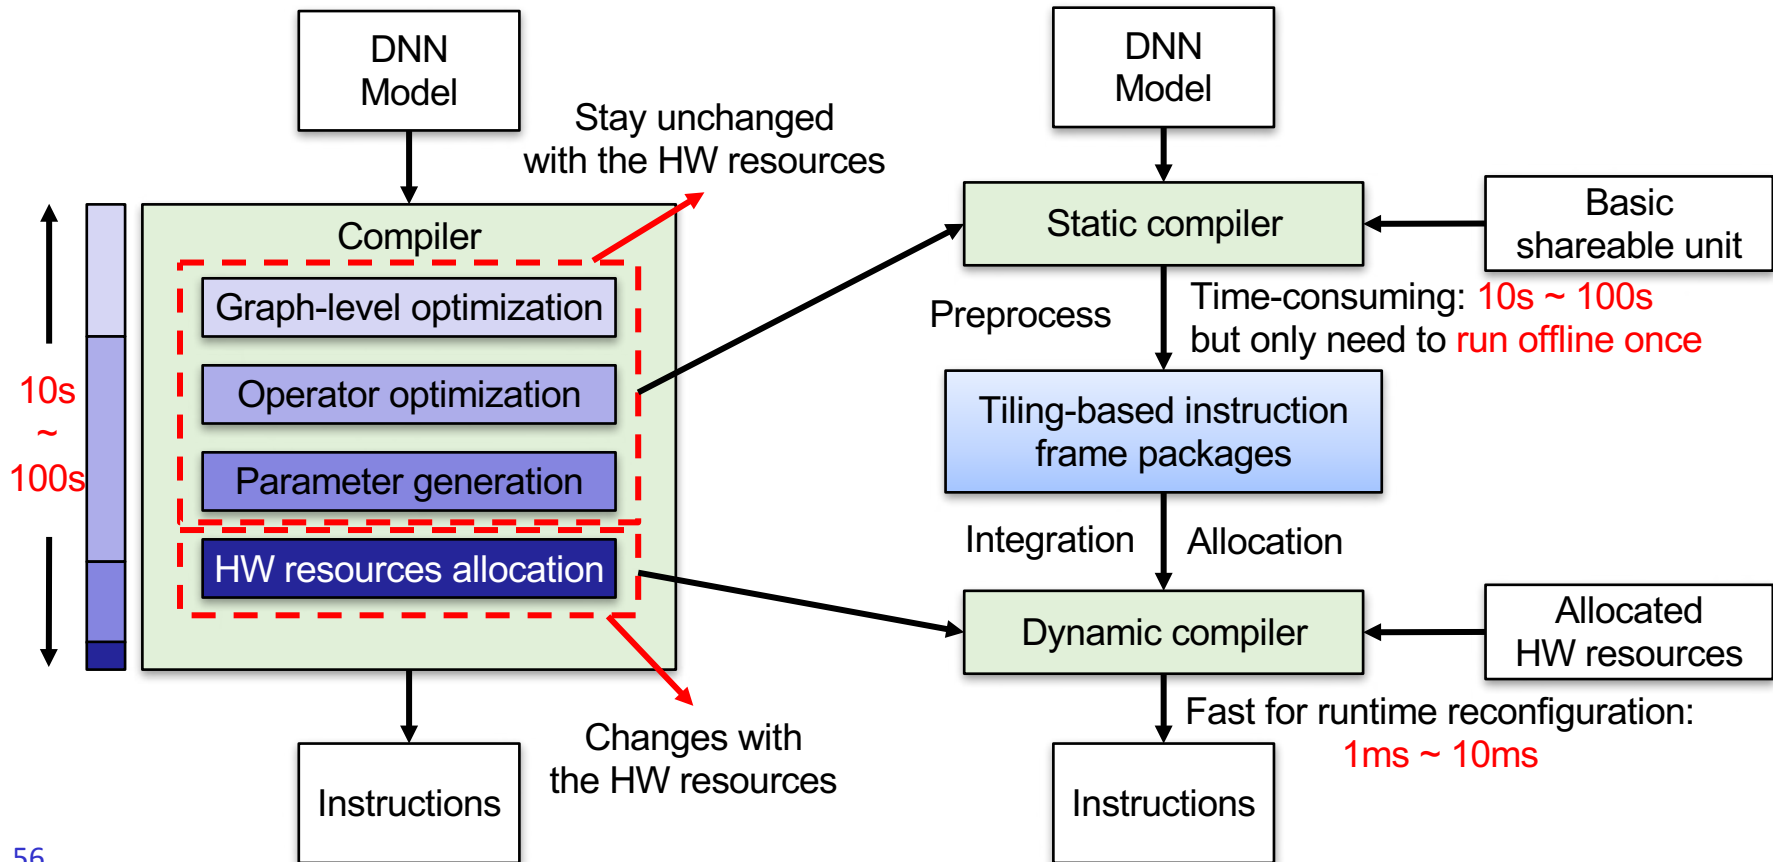 DNN
Model
Stay unchanged
with the HW resources
Compiler
Graph-level optimization
Operator optimization
Parameter generation
HW resources allocation
10s
~
100s
Changes with
the HW resources
Instructions
DNN
Model
Static compiler
Basic
shareable unit
Preprocess
Time-consuming: 10s ~ 100s
but only need to run offline once
Tiling-based instruction
frame packages
Integration
Allocation
Dynamic compiler
Allocated
HW resources
Fast for runtime reconfiguration:
1ms ~ 10ms
Instructions
56